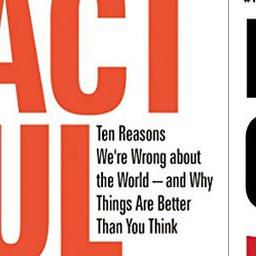 ACT
UL
Ten Reasons
We're Wrong about
the World – and Why
Things Are Better
Than You Think